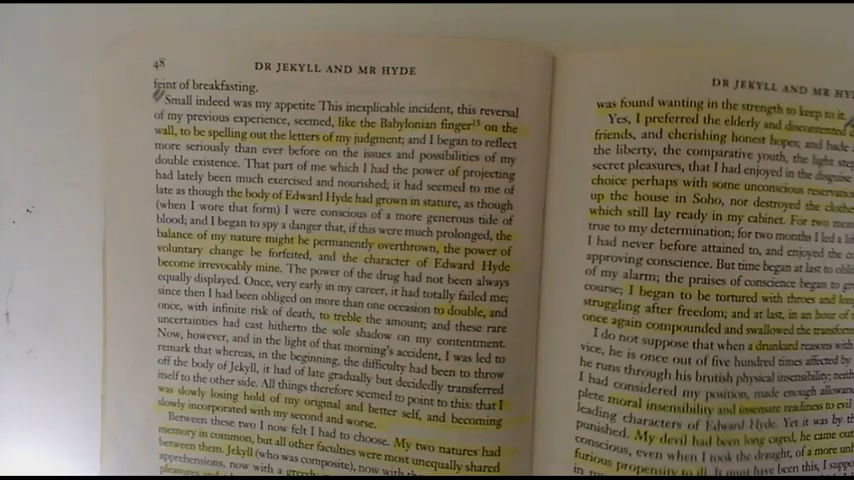 48
DR JEKYLL AND MR HYDE
feint of breakfasting.
Small indeed was my appetite This inexplicable incident, this reversal
of my previous experience, seemed, like the Babylonian finger15 on the
wall, to be spelling out the letters of my judgment; and I began to reflect
more seriously than ever before on the issues and possibilities of my
double existence. That part of me which I had the power of projecting
had lately been much exercised and nourished; it had seemed to me of
late as though the body of Edward Hyde had grown in stature, as though
(when I wore that form) I were conscious of a more generous tide of
blood; and I began to spy a danger that, if this were much prolonged, the
balance of my nature might be permanently overthrown, the power of
voluntary change be forfeited, and the character of Edward Hyde
become irrevocably mine. The power of the drug had not been always
equally displayed. Once, very early in my career, it had totally failed me;
since then I had been obliged on more than one occasion to double, and
once, with infinite risk of death, to treble the amount; and these rare
uncertainties had cast hitherto the sole shadow on my contentment.
Now, however, and in the light of that morning's accident, I was led to
remark that whereas, in the beginning, the difficulty had been to throw
off the body of Jekyll, it had of late gradually but decidedly transferred
itself to the other side. All things therefore seemed to point to this: that I
was slowly losing hold of my original and better self, and becoming
slowly incorporated with my second and worse.
Between these two I now felt I had to choose. My two natures had
memory in common, but all other faculties were most unequally shared
between them. Jekyll (who was composite), now with the
apprehensions, now with a greedy
pleasures and
DR JEKYLL AND MR
was found wanting in the strength to keep to it.
Yes, I preferred the elderly and discontented
friends, and cherishing honest hopes; and bade
the liberty, the comparative youth, the light
secret pleasures, that I had enjoyed in the disguise
choice perhaps with some unconscious
up the house in Soho, nor destroyed the
which still lay ready in my cabinet. For two
true to my determination; for two months I led a
I had never before attained to, and enjoyed the
approving conscience. But time began at last to
of my alarm; the praises of conscience began to
course; I began to be tortured with throes and
struggling after freedom; and at last, in an hour of
once again compounded and swallowed the
I do not suppose that when a drunkard reasons with
vice, he is once out of five hundred times affected by
he runs through his brutish physical insensibility;
I had considered my position, made enough
plete moral insensibility and insensate readiness to evil
leading characters of Edward Hyde. Yet it was by
punished. My devil had been long caged, he came out
conscious, even when I took the draught, of a more
furious propensity to ill. It must have been this, I
in